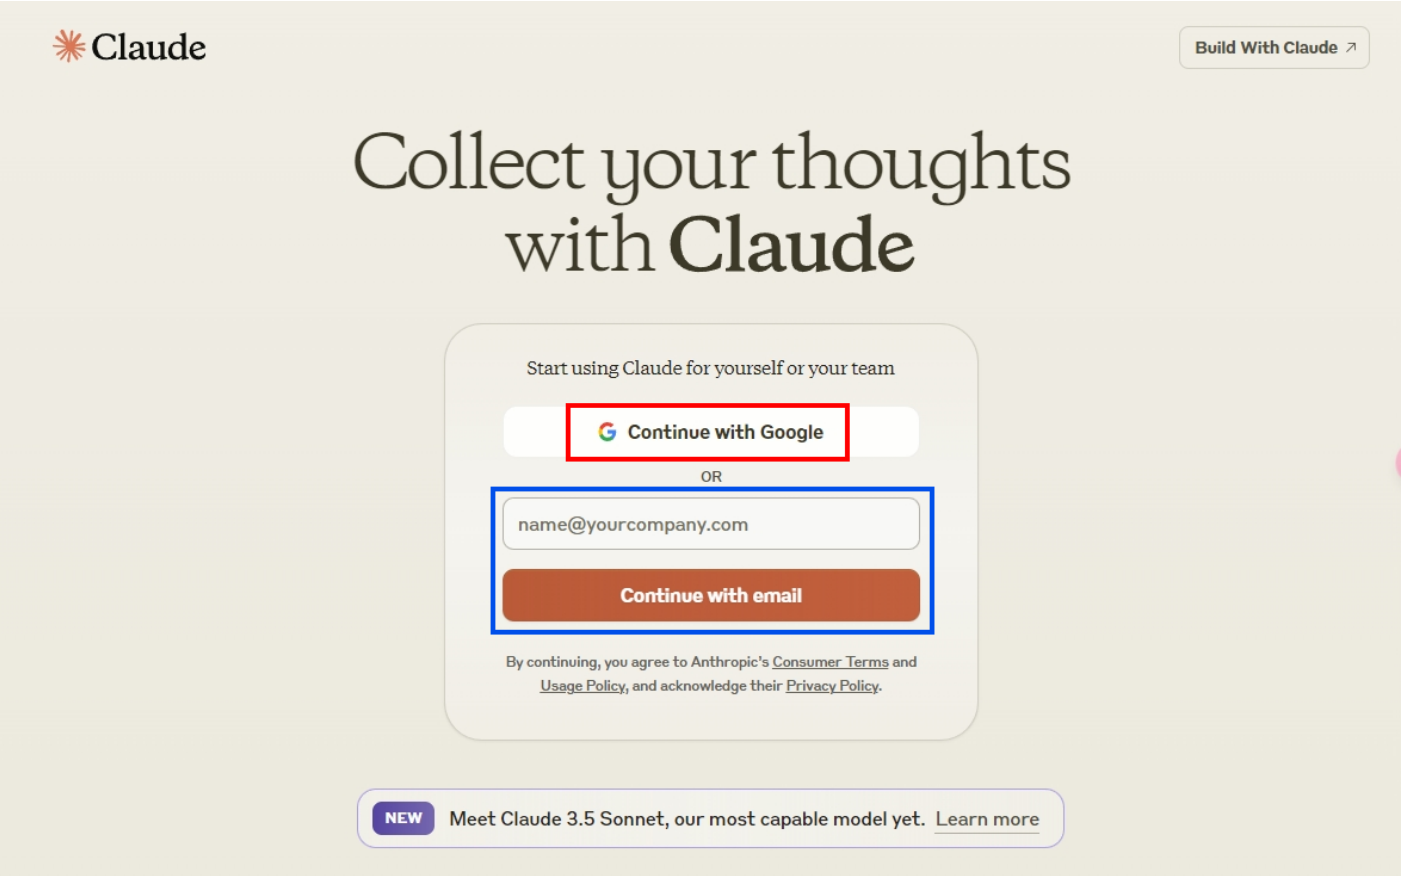 Claude
Build With Claude ↗
Collect your thoughts
with Claude
Start using Claude for yourself or your team
Continue with Google
OR
name@yourcompany.com
Continue with email
By continuing, you agree to Anthropic's Consumer Terms and
Usage Policy, and acknowledge their Privacy Policy.
NEW Meet Claude 3.5 Sonnet, our most capable model yet. Learn more